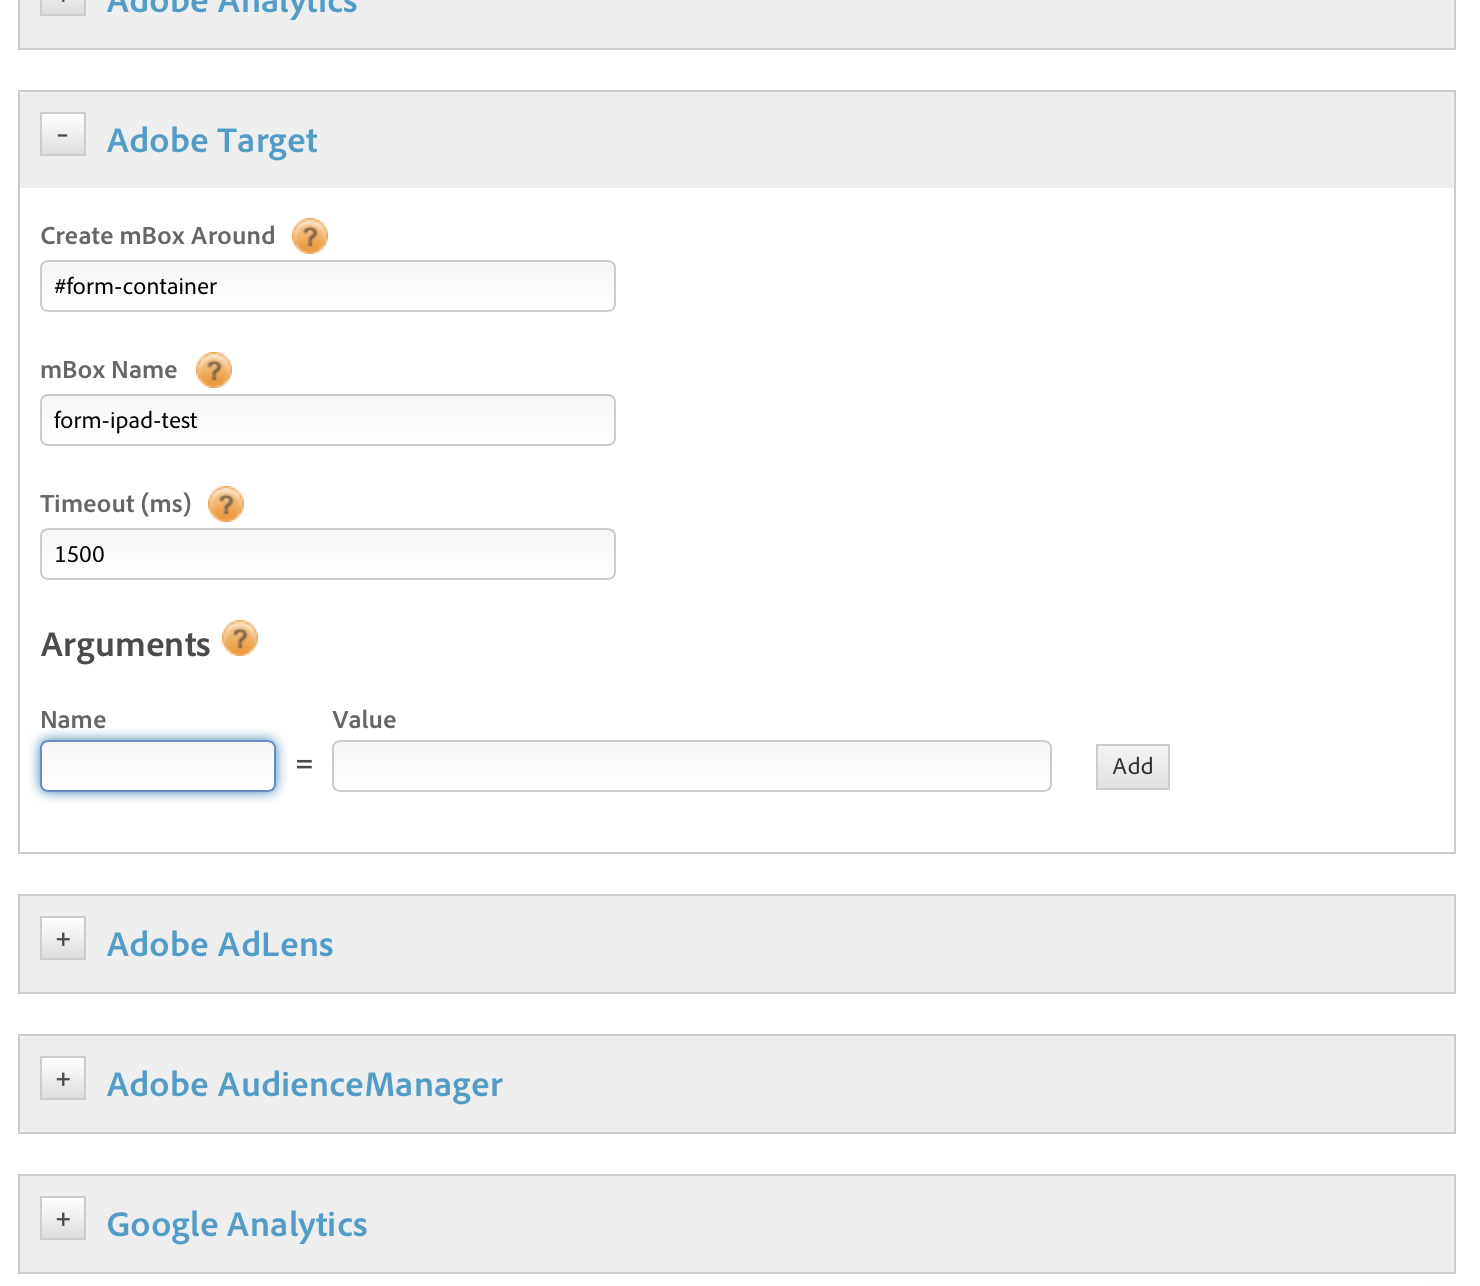 Adobe Analytics
- Adobe Target
Create mBox Around ?
#form-container
mBox Name ?
form-ipad-test
Timeout (ms) ?
1500
Arguments ?
Name Value
= Add
+ Adobe AdLens
+ Adobe AudienceManager
+ Google Analytics